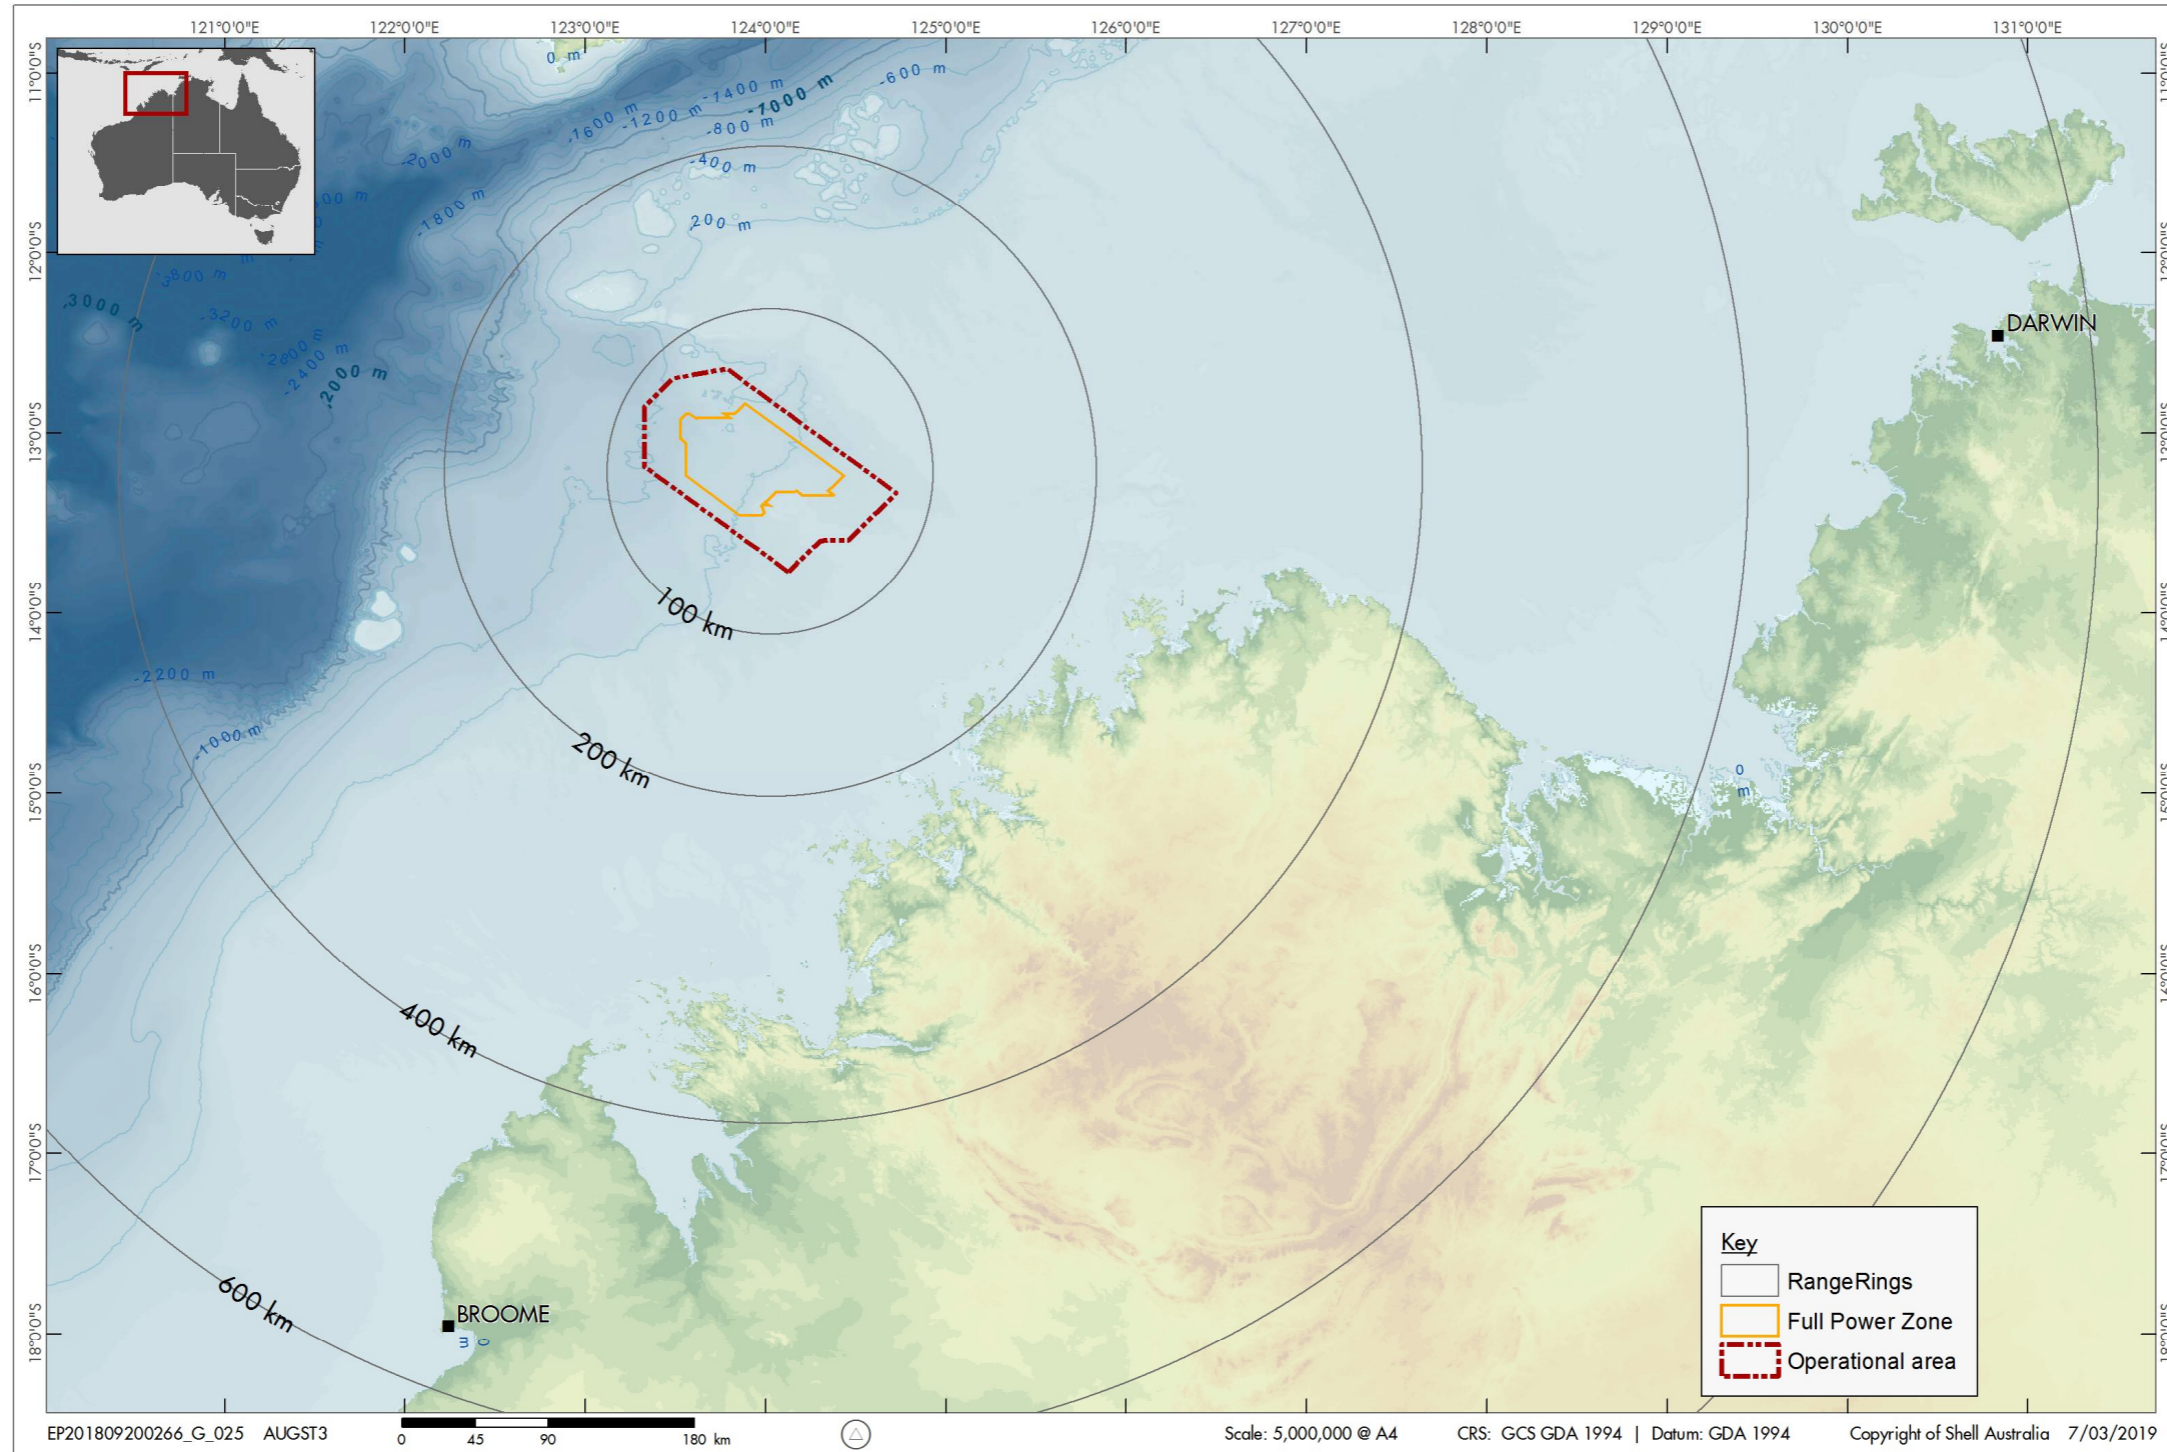 121°0'0"E 122°0'0"E 123°0'0"E 124°0'0"E 125°0'0"E 126°0'0"E 127°0'0"E 128°0'0"E 129°0'0"E 130°0'0"E 131°0'0"E
11°0'0"S
12°0'0"S
13°0'0"S
14°0'0"S
15°0'0"S
16°0'0"S
17°0'0"S
18°0'0"S
0 m
-600 m
-1400 m
-1000 m
-1600 m
-1200 m
-800 m
-2000 m
-400 m
-1800 m
200 m
-3800 m
-3000 m
-3200 m
-2800 m
-2400 m
-2000 m
DARWIN
100 km
-2200 m
-1000 m
200 km
0 m
400 km
600 km
BROOME
0 m
Key
RangeRings
Full Power Zone
Operational area
EP201809200266_G_025 AUGST3
0 45 90 180 km
Scale: 5,000,000 @ A4
CRS: GCS GDA 1994 | Datum: GDA 1994
Copyright of Shell Australia 7/03/2019